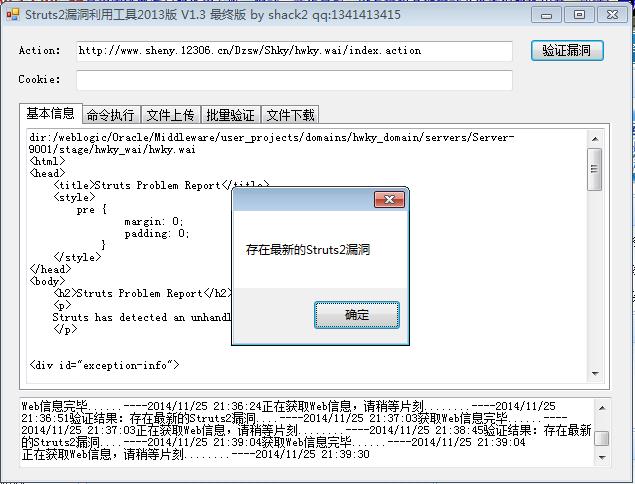 Struts2漏洞利用工具2013版 V1.3 最终版 by shack2 qq:1341413415
Action: http://www.sheny.12306.cn/Dzsw/Shky/hwky.wai/index.action 验证漏洞
Cookie:
基本信息 命令执行 文件上传 批量验证 文件下载
dir:/weblogic/Oracle/Middleware/user_projects/domains/hwky_domain/servers/Server-
9001/stage/hwky_wai/hwky.wai
<html>
<head>
<title>Struts Problem Report</title>
<style>
pre {
margin: 0;
padding: 0;
}
</style>
</head>
<body>
<h2>Struts Problem Report</h2>
<p>
Struts has detected an unhandl
</p>
<div id="exception-info">
存在最新的Struts2漏洞
确定
Web信息完毕......----2014/11/25 21:36:24正在获取Web信息，请稍等片刻........----2014/11/25
21:36:51验证结果：存在最新的Struts2漏洞....----2014/11/25 21:37:03获取Web信息完毕......----
2014/11/25 21:37:03正在获取Web信息，请稍等片刻........----2014/11/25 21:38:45验证结果：存在最新
的Struts2漏洞....----2014/11/25 21:39:04获取Web信息完毕......----2014/11/25 21:39:04
正在获取Web信息，请稍等片刻........----2014/11/25 21:39:30